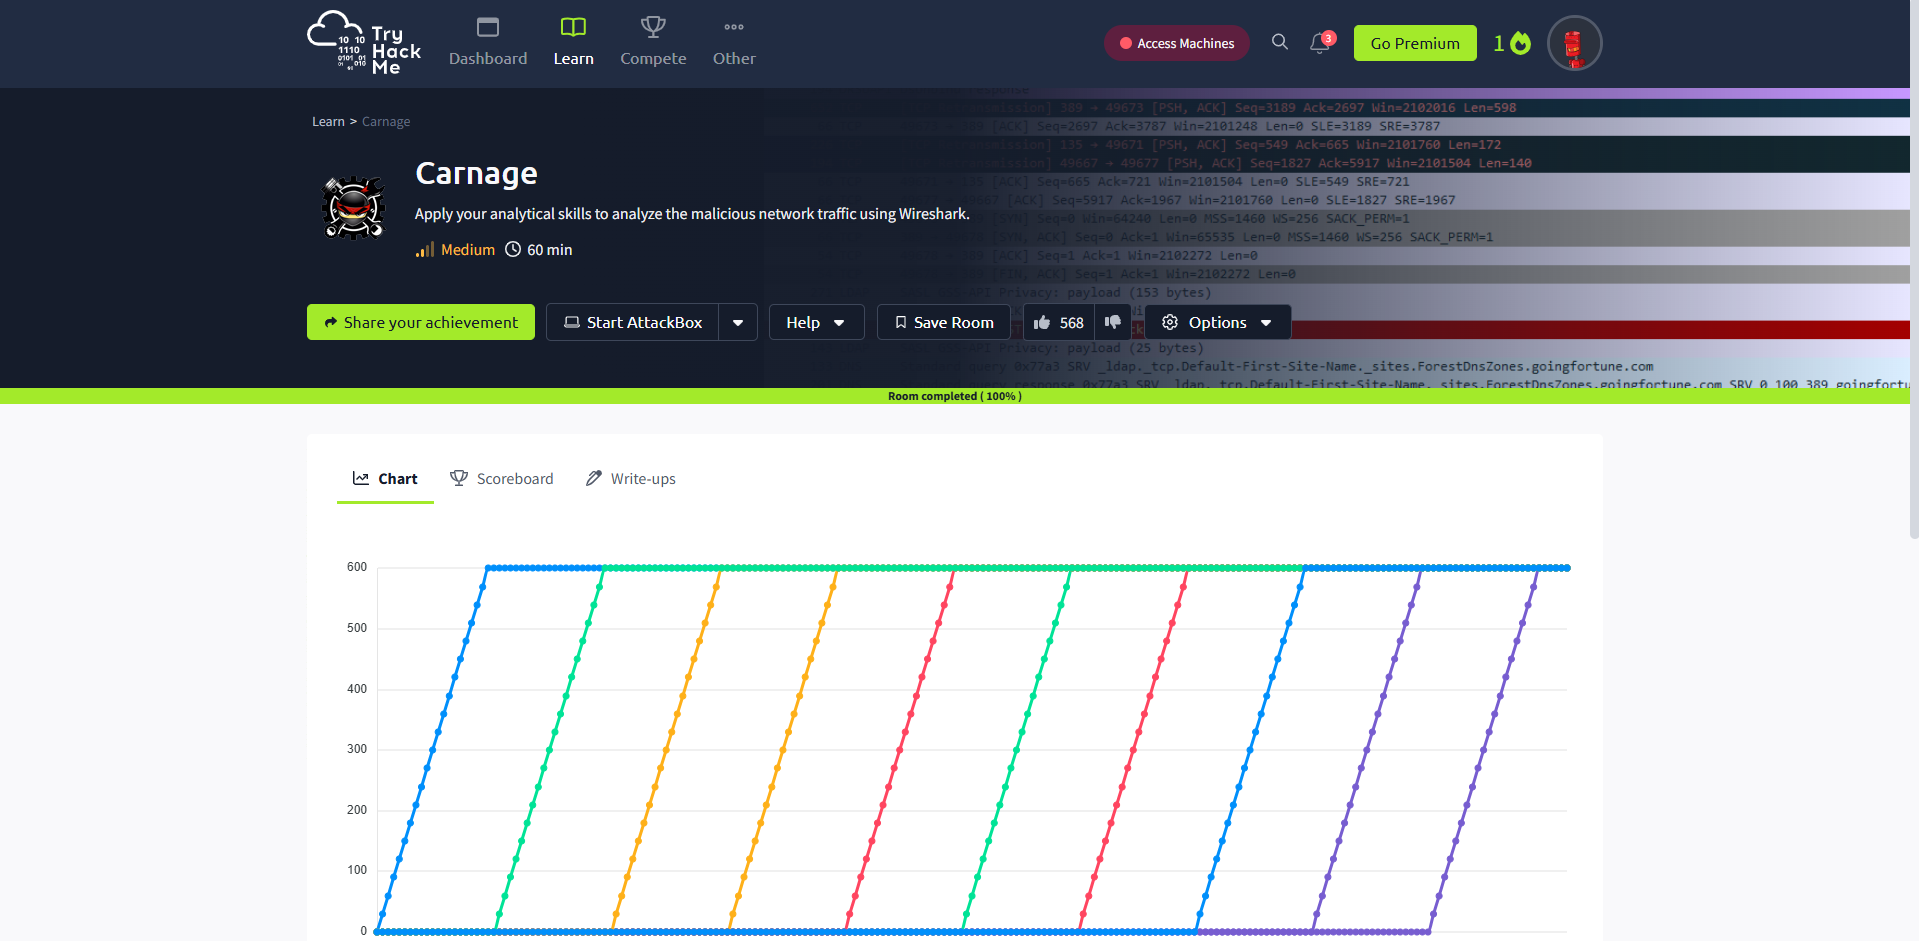 10 10
1110
0101 01
01 010
Try
Hack
Me
Dashboard
Learn
Compete
Other
Access Machines
3
Go Premium
1
Learn > Carnage
Carnage
Apply your analytical skills to analyze the malicious network traffic using Wireshark.
Medium 60 min
389 → 49673 [PSH, ACK] Seq=3189 Ack=2697 Win=2102016 Len=598
[ACK] Seq=2697 Ack=3787 Win=2101248 Len=0 SLE=3189 SRE=3787
135 → 49671 [PSH, ACK] Seq=549 Ack=665 Win=2101760 Len=172
49667 → 49677 [PSH, ACK] Seq=1827 Ack=5917 Win=2101504 Len=140
[ACK] Seq=665 Ack=721 Win=2101504 Len=0 SLE=549 SRE=721
[ACK] Seq=5917 Ack=1967 Win=2101760 Len=0 SLE=1827 SRE=1967
[SYN] Seq=0 Win=64240 Len=0 MSS=1460 WS=256 SACK_PERM=1
[SYN, ACK] Seq=0 Ack=1 Win=65535 Len=0 MSS=1460 WS=256 SACK_PERM=1
[ACK] Seq=1 Ack=1 Win=2102272 Len=0
[FIN, ACK] Seq=1 Ack=1 Win=2102272 Len=0
API Privacy: payload (153 bytes)
Share your achievement
Start AttackBox
Help
Save Room
568
Options
API Privacy: payload (25 bytes)
query 0x77a3 SRV _ldap._tcp.Default-First-Site-Name._sites.ForestDnsZones.goingfortune.com
query response 0x77a3 SRV _ldap._tcp.Default-First-Site-Name._sites.ForestDnsZones.goingfortune.com SRV 0 100 389 goingfortu
Room completed ( 100% )
Chart
Scoreboard
Write-ups
600
500
400
300
200
100
0